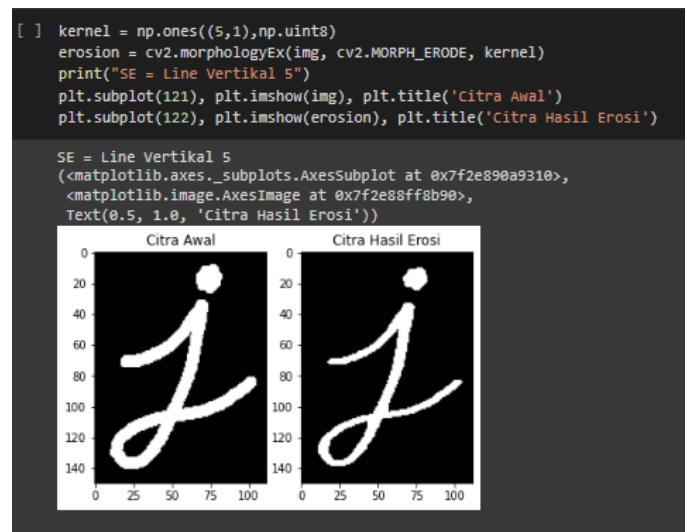 [ ] kernel = np.ones((5,1),np.uint8)
erosion = cv2.morphologyEx(img, cv2.MORPH_ERODE, kernel)
print("SE = Line Vertikal 5")
plt.subplot(121), plt.imshow(img), plt.title('Citra Awal')
plt.subplot(122), plt.imshow(erosion), plt.title('Citra Hasil Erosi')
SE = Line Vertikal 5
(<matplotlib.axes._subplots.AxesSubplot at 0x7f2e890a9310>,
<matplotlib.image.AxesImage at 0x7f2e88ff8b90>,
Text(0.5, 1.0, 'Citra Hasil Erosi'))
Citra Awal
0
20
40
60
80
100
120
140
0 25 50 75 100
j
Citra Hasil Erosi
0
20
40
60
80
100
120
140
0 25 50 75 100
j